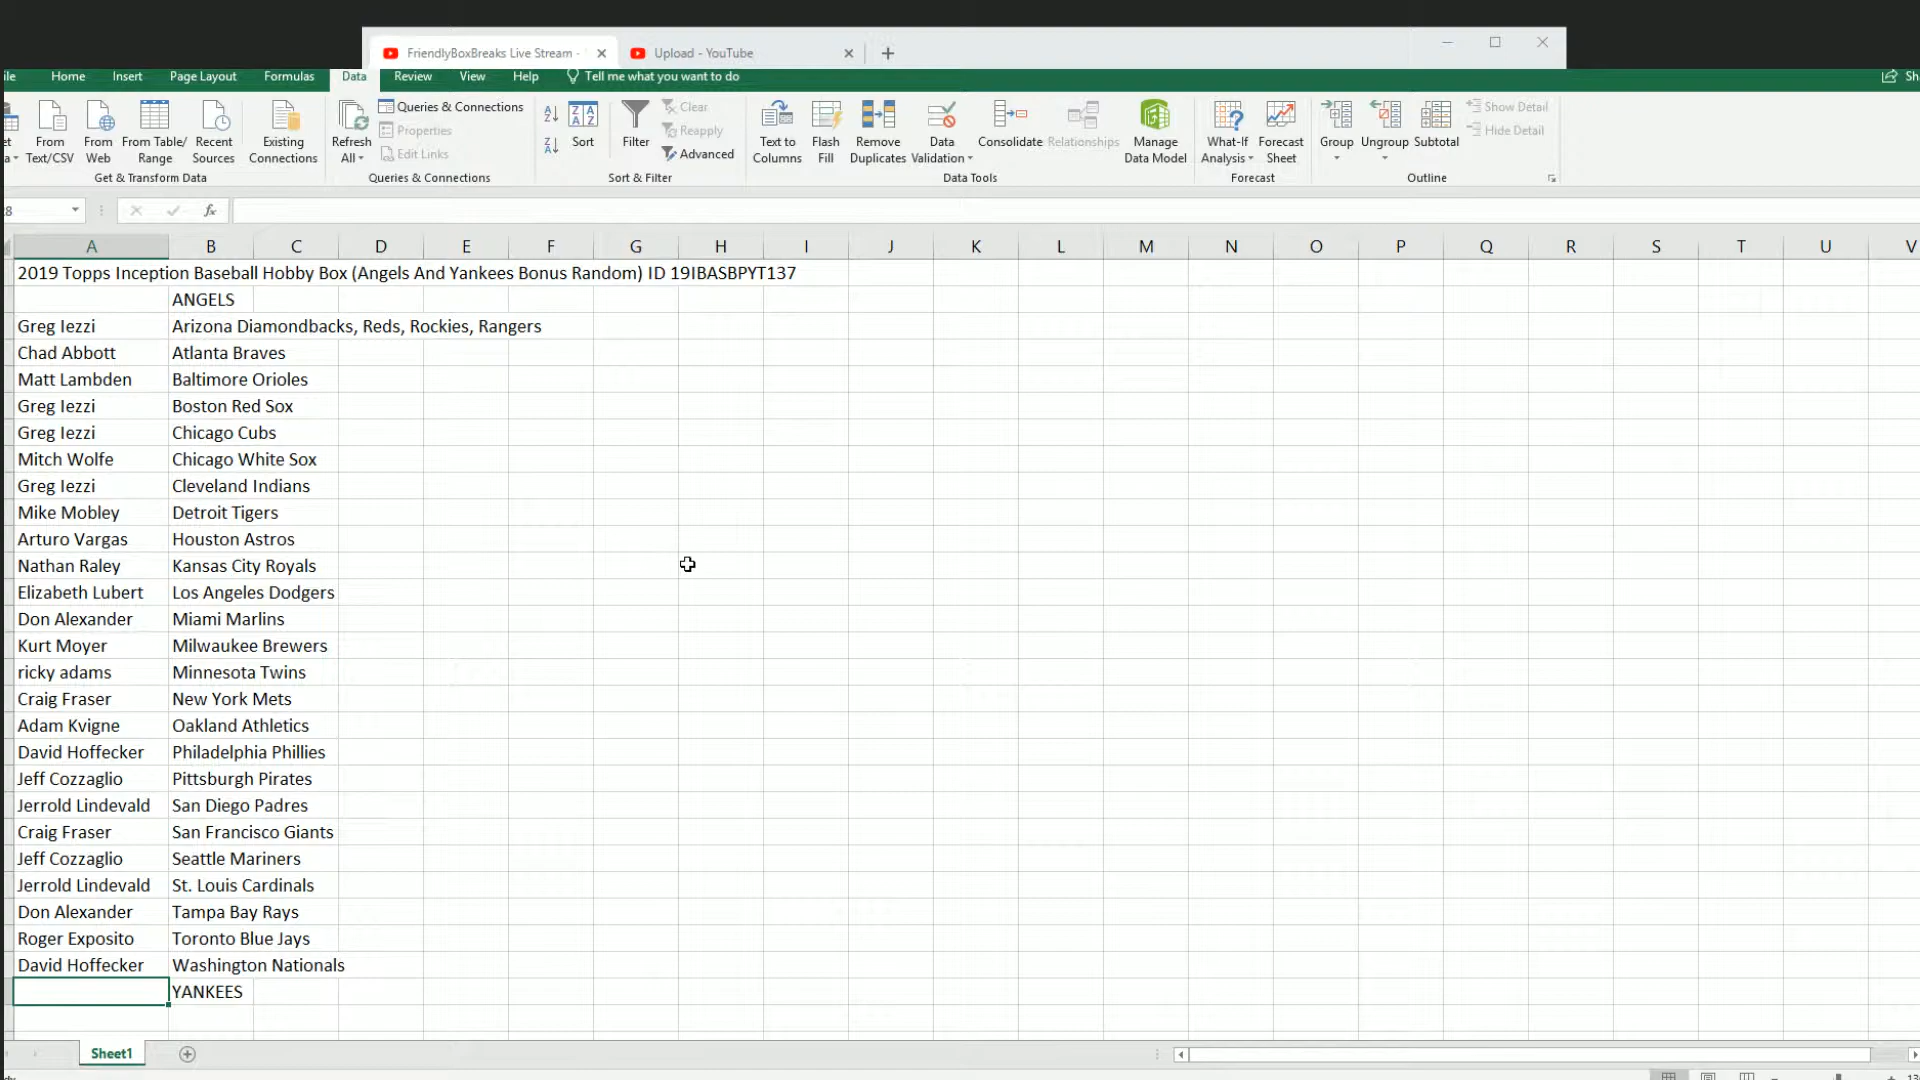 FriendlyBoxBreaks Live Stream -
Upload - YouTube
ile Home Insert Page Layout Formulas Data Review View Help Tell me what you want to do Sh
From Text/CSV
From Web
From Table/ Range
Recent Sources
Existing Connections
Get & Transform Data
Refresh All
Queries & Connections
Properties
Edit Links
Queries & Connections
Sort
Filter
Clear
Reapply
Advanced
Sort & Filter
Text to Columns
Flash Fill
Remove Duplicates
Data Validation
Consolidate
Relationships
Manage Data Model
Data Tools
What-If Analysis
Forecast Sheet
Forecast
Group
Ungroup
Subtotal
Show Detail
Hide Detail
Outline
fx
A B C D E F G H I J K L M N O P Q R S T U V
2019 Topps Inception Baseball Hobby Box (Angels And Yankees Bonus Random) ID 19IBASBPYT137
ANGELS
Greg Iezzi Arizona Diamondbacks, Reds, Rockies, Rangers
Chad Abbott Atlanta Braves
Matt Lambden Baltimore Orioles
Greg Iezzi Boston Red Sox
Greg Iezzi Chicago Cubs
Mitch Wolfe Chicago White Sox
Greg Iezzi Cleveland Indians
Mike Mobley Detroit Tigers
Arturo Vargas Houston Astros
Nathan Raley Kansas City Royals
Elizabeth Lubert Los Angeles Dodgers
Don Alexander Miami Marlins
Kurt Moyer Milwaukee Brewers
ricky adams Minnesota Twins
Craig Fraser New York Mets
Adam Kvigne Oakland Athletics
David Hoffecker Philadelphia Phillies
Jeff Cozzaglio Pittsburgh Pirates
Jerrold Lindevald San Diego Padres
Craig Fraser San Francisco Giants
Jeff Cozzaglio Seattle Mariners
Jerrold Lindevald St. Louis Cardinals
Don Alexander Tampa Bay Rays
Roger Exposito Toronto Blue Jays
David Hoffecker Washington Nationals
YANKEES
Sheet1